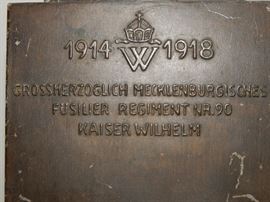 1914 W 1918
GROSSHERZOGLICH MECKLENBURGISCHES
FÜSILIER REGIMENT NR.90
KAISER WILHELM